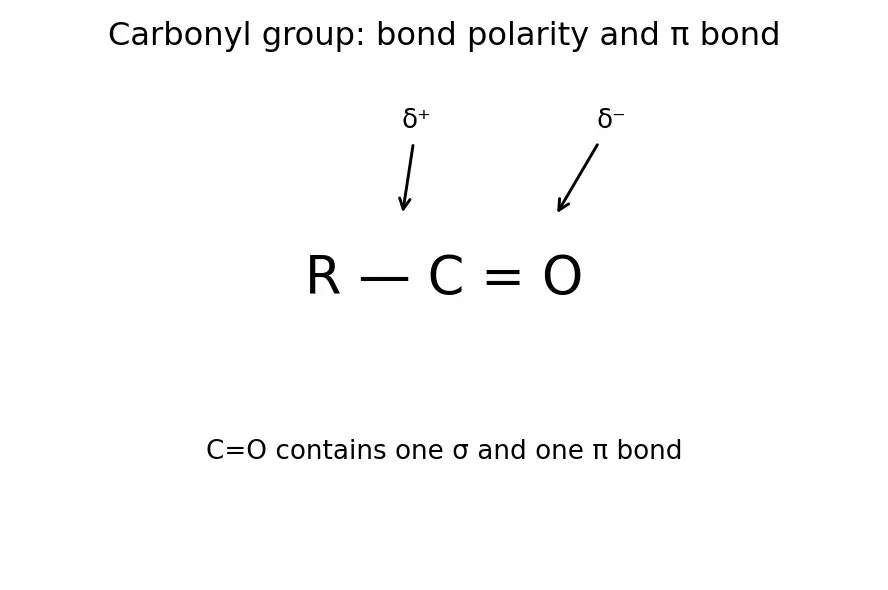 Carbonyl group: bond polarity and π bond
δ⁺ δ⁻
R — C = O
C=O contains one σ and one π bond